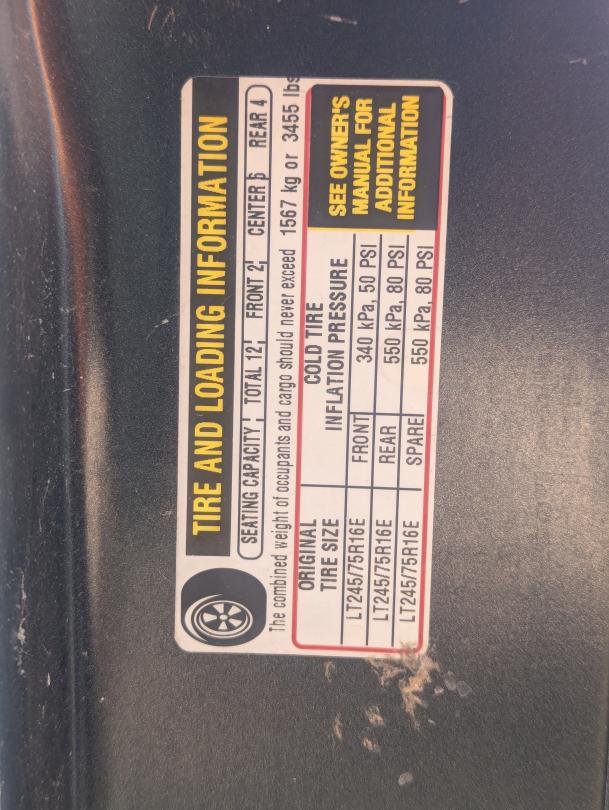 TIRE AND LOADING INFORMATION
SEATING CAPACITY TOTAL 12 FRONT 2 CENTER 6 REAR 4
The combined weight of occupants and cargo should never exceed 1567 kg or 3455 lbs
ORIGINAL TIRE SIZE
COLD TIRE INFLATION PRESSURE
LT245/75R16E FRONT 340 kPa, 50 PSI
LT245/75R16E REAR 550 kPa, 80 PSI
LT245/75R16E SPARE 550 kPa, 80 PSI
SEE OWNER'S
MANUAL FOR
ADDITIONAL
INFORMATION